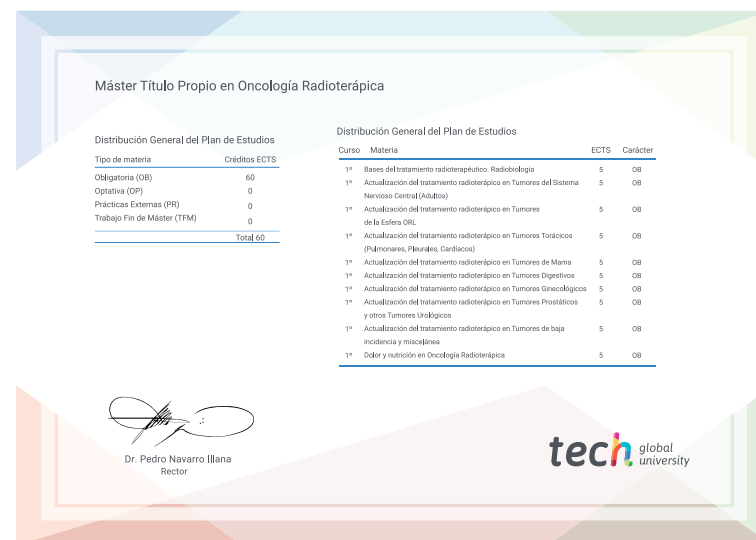 Máster Título Propio en Oncología Radioterápica
Distribución General del Plan de Estudios
Tipo de materia Créditos ECTS
Obligatoria (OB) 60
Optativa (OP) 0
Prácticas Externas (PR) 0
Trabajo Fin de Máster (TFM) 0
Total 60
Distribución General del Plan de Estudios
Curso Materia ECTS Carácter
1º Bases del tratamiento radioterapéutico. Radiobiología 5 OB
1º Actualización del tratamiento radioterápico en Tumores del Sistema 5 OB
Nervioso Central (Adultos)
1º Actualización del tratamiento radioterápico en Tumores 5 OB
de la Esfera ORL
1º Actualización del tratamiento radioterápico en Tumores Torácicos 5 OB
(Pulmonares, Pleurales, Cardíacos)
1º Actualización del tratamiento radioterápico en Tumores de Mama 5 OB
1º Actualización del tratamiento radioterápico en Tumores Digestivos 5 OB
1º Actualización del tratamiento radioterápico en Tumores Ginecológicos 5 OB
1º Actualización del tratamiento radioterápico en Tumores Prostáticos 5 OB
y otros Tumores Urológicos
1º Actualización del tratamiento radioterápico en Tumores de baja 5 OB
incidencia y miscelánea
1º Dolor y nutrición en Oncología Radioterápica 5 OB
Dr. Pedro Navarro Illana
Rector
tech global
university